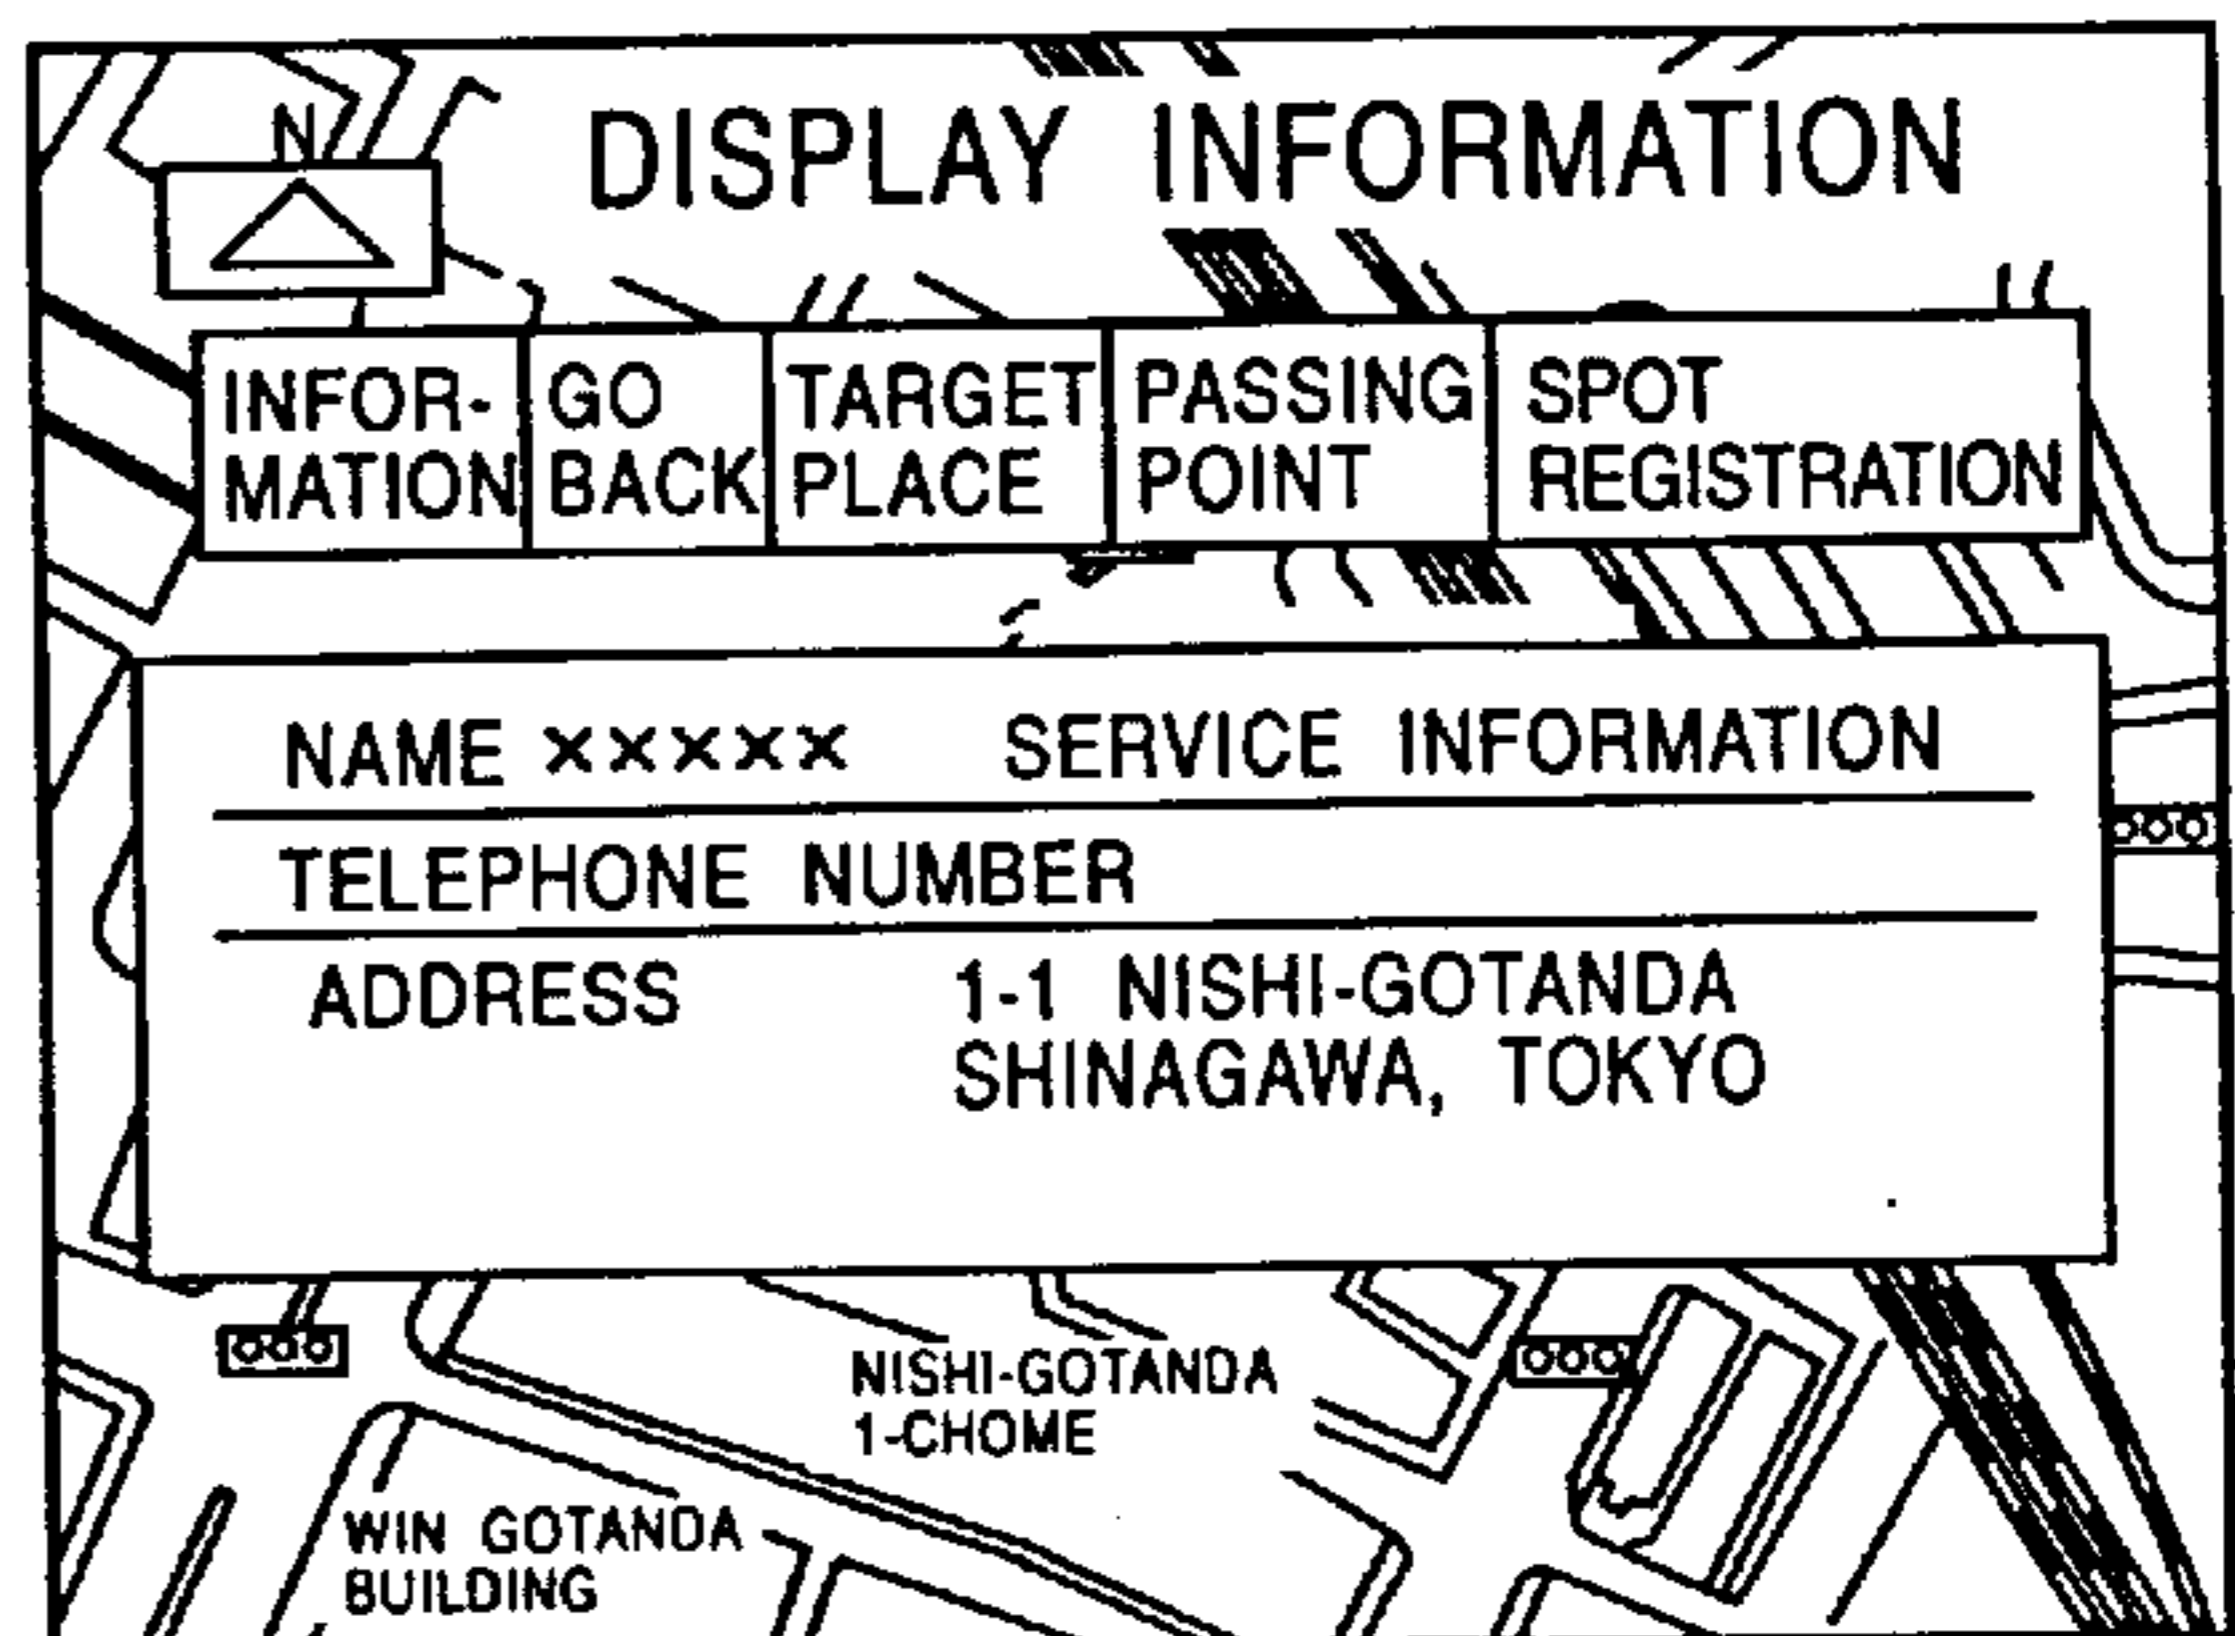 DISPLAY INFORMATION
N
INFOR-
MATION
GO
BACK
TARGET
PLACE
PASSING
POINT
SPOT
REGISTRATION
NAME ××××× SERVICE INFORMATION
TELEPHONE NUMBER
ADDRESS 1-1 NISHI-GOTANDA
SHINAGAWA, TOKYO
NISHI-GOTANDA
1-CHOME
WIN GOTANDA
BUILDING